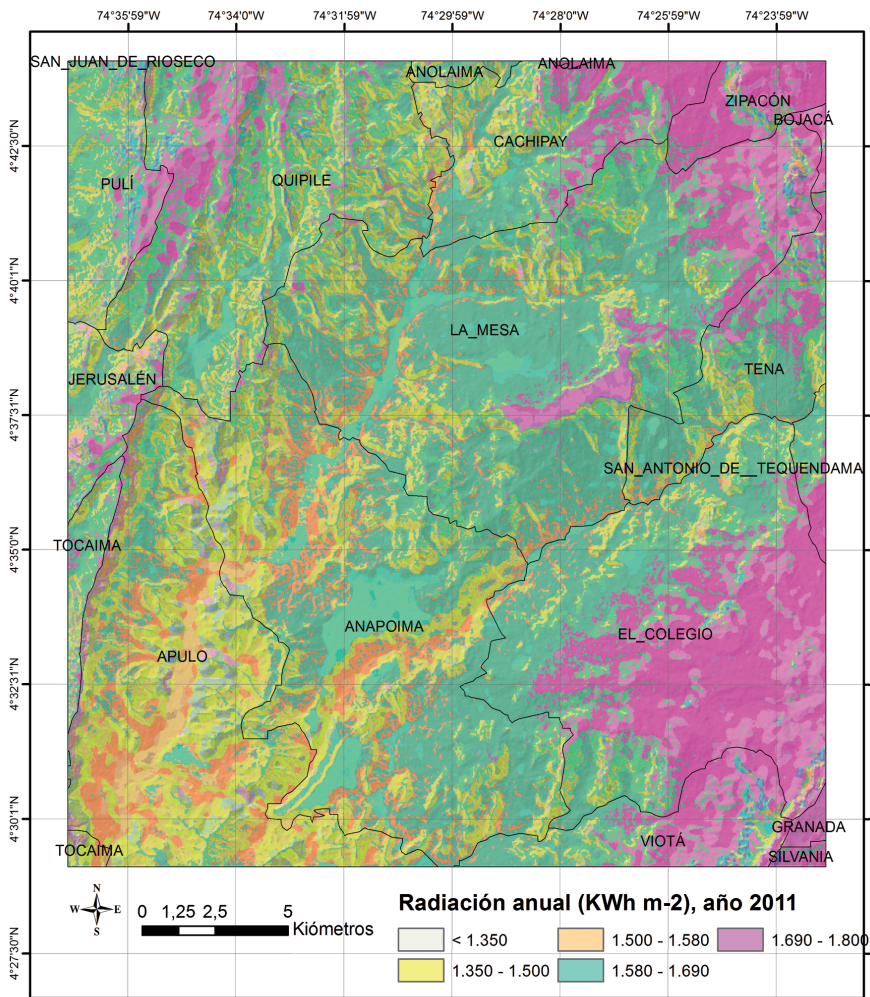 74°35'59"W 74°34'0"W 74°31'59"W 74°29'59"W 74°28'0"W 74°25'59"W 74°23'59"W
SAN_JUAN_DE_RIOSECO
ANOLAIMA
ANOLAIMA
ZIPACÓN
BOJACÁ
4°42'30"N
CACHIPAY
PULÍ
QUIPILE
4°40'1"N
LA_MESA
JERUSALÉN
TENA
4°37'31"N
SAN_ANTONIO_DE__TEQUENDAMA
TOCAIMA
4°35'0"N
ANAPOIMA
EL_COLEGIO
APULO
4°32'31"N
4°30'1"N
GRANADA
VIOTÁ
TOCAIMA
SILVANIA
N
W E
S
0 1,25 2,5 5
Kiómetros
Radiación anual (KWh m-2), año 2011
< 1.350
1.500 - 1.580
1.690 - 1.800
1.350 - 1.500
1.580 - 1.690
4°27'30"N